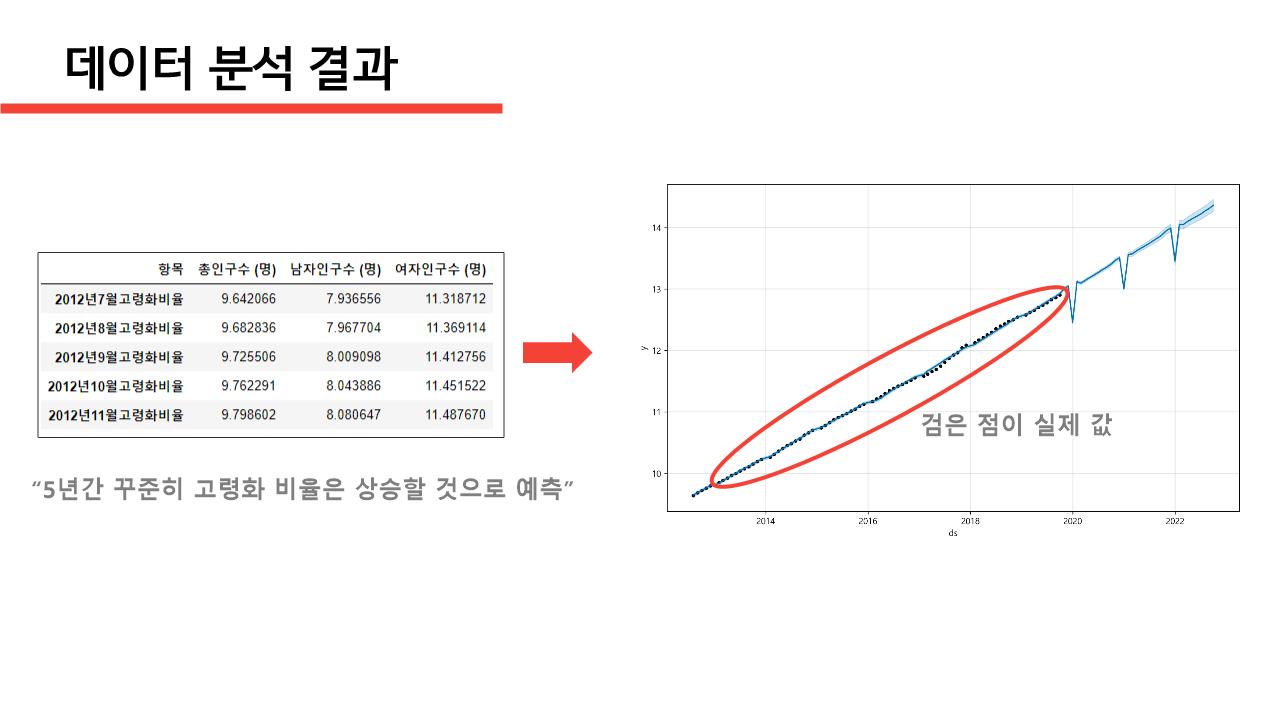 데이터 분석 결과
항목 총인구수 (명) 남자인구수 (명) 여자인구수 (명)
2012년7월고령화비율 9.642066 7.936556 11.318712
2012년8월고령화비율 9.682836 7.967704 11.369114
2012년9월고령화비율 9.725506 8.009098 11.412756
2012년10월고령화비율 9.762291 8.043886 11.451522
2012년11월고령화비율 9.798602 8.080647 11.487670
“5년간 꾸준히 고령화 비율은 상승할 것으로 예측”
14
13
12
11
10
y
검은 점이 실제 값
2014 2016 2018 2020 2022
ds